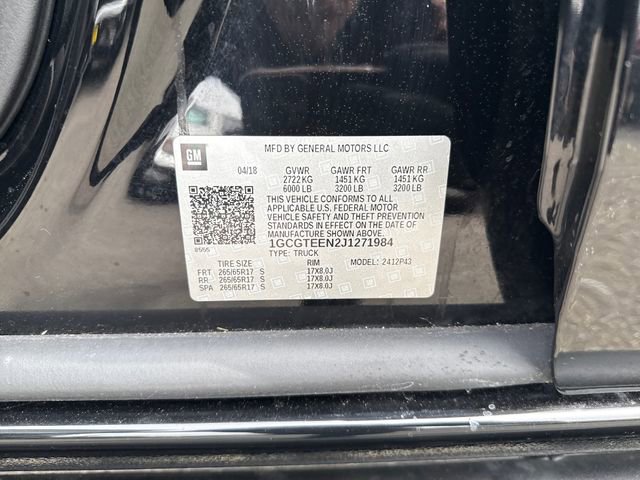 MFD BY GENERAL MOTORS LLC
GM
04/18 GVWR GAWR FRT GAWR RR
2722 KG 1451 KG 1451 KG
6000 LB 3200 LB 3200 LB
THIS VEHICLE CONFORMS TO ALL
APPLICABLE U.S. FEDERAL MOTOR
VEHICLE SAFETY AND THEFT PREVENTION
STANDARDS IN EFFECT ON THE DATE OF
MANUFACTURE SHOWN ABOVE.
1GCGTEEN2J1271984
TYPE: TRUCK
TIRE SIZE RIM MODEL: 2412P43
FRT 265/65R17 S 17X8.0J
RR 265/65R17 S 17X8.0J
SPA 265/65R17 S 17X8.0J